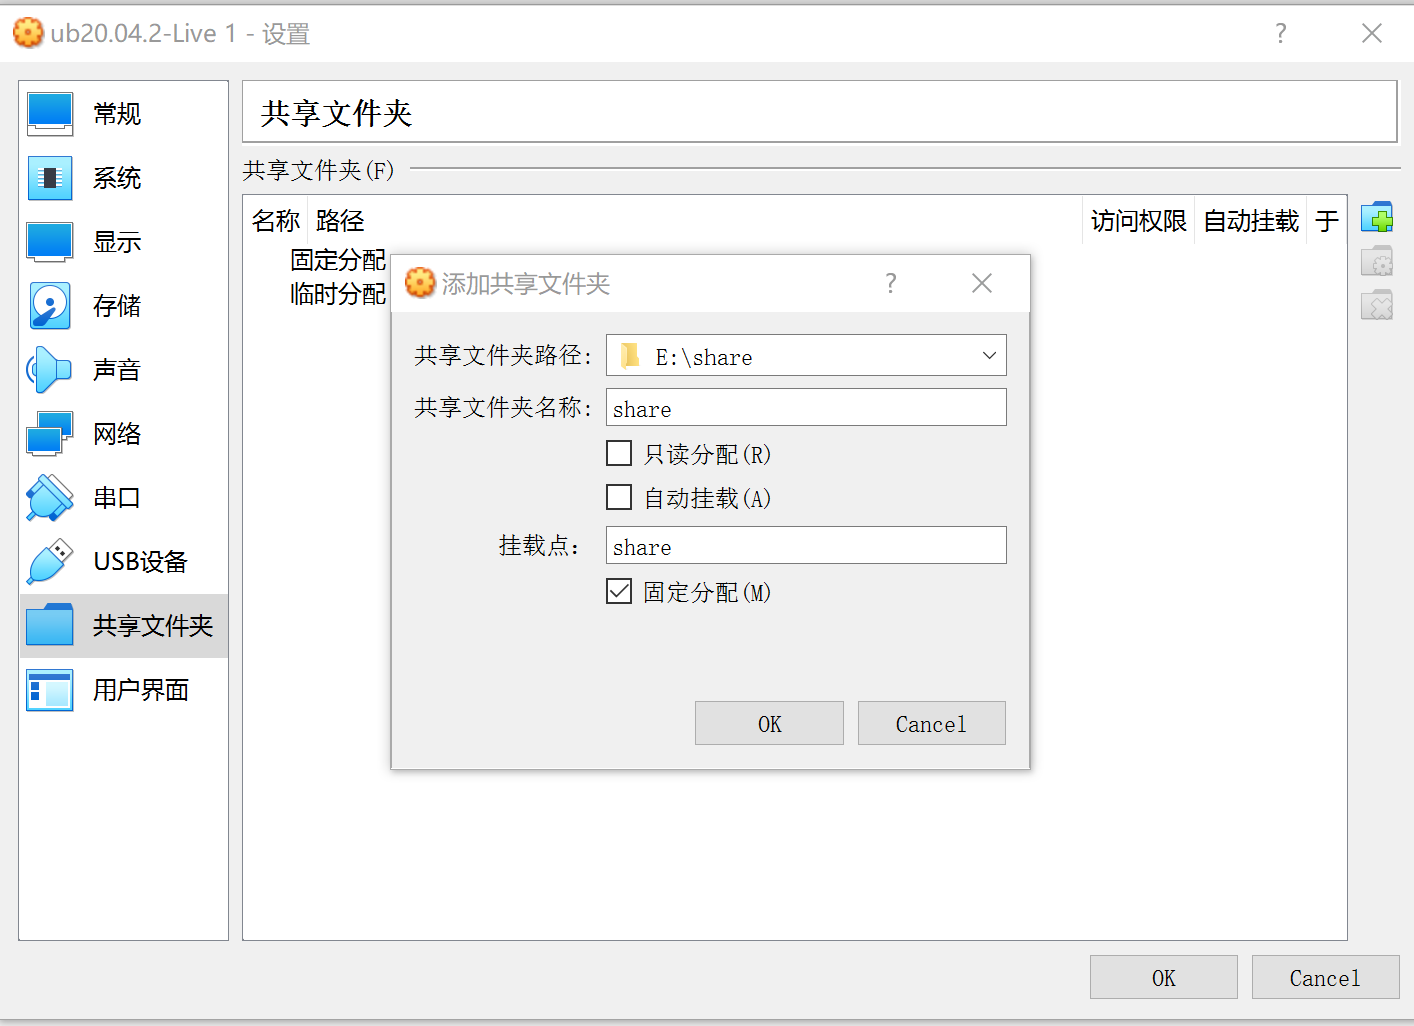 ub20.04.2-Live 1 - 设置
常规
系统
显示
存储
声音
网络
串口
USB设备
共享文件夹
用户界面
共享文件夹
共享文件夹(F)
名称 路径 访问权限 自动挂载 于
固定分配
临时分配
添加共享文件夹
共享文件夹路径: E:\share
共享文件夹名称: share
只读分配(R)
自动挂载(A)
挂载点: share
固定分配(M)
OK Cancel
OK Cancel